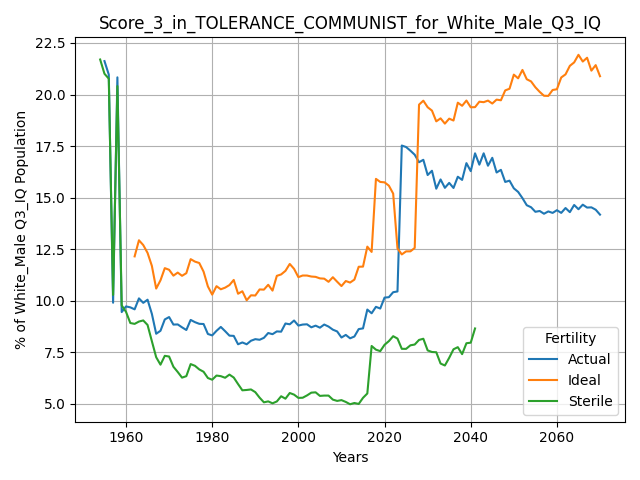 Score_3_in_TOLERANCE_COMMUNIST_for_White_Male_Q3_IQ
% of White_Male Q3_IQ Population
22.5
20.0
17.5
15.0
12.5
10.0
7.5
5.0
Fertility
Actual
Ideal
Sterile
1960
1980
2000
2020
2040
2060
Years